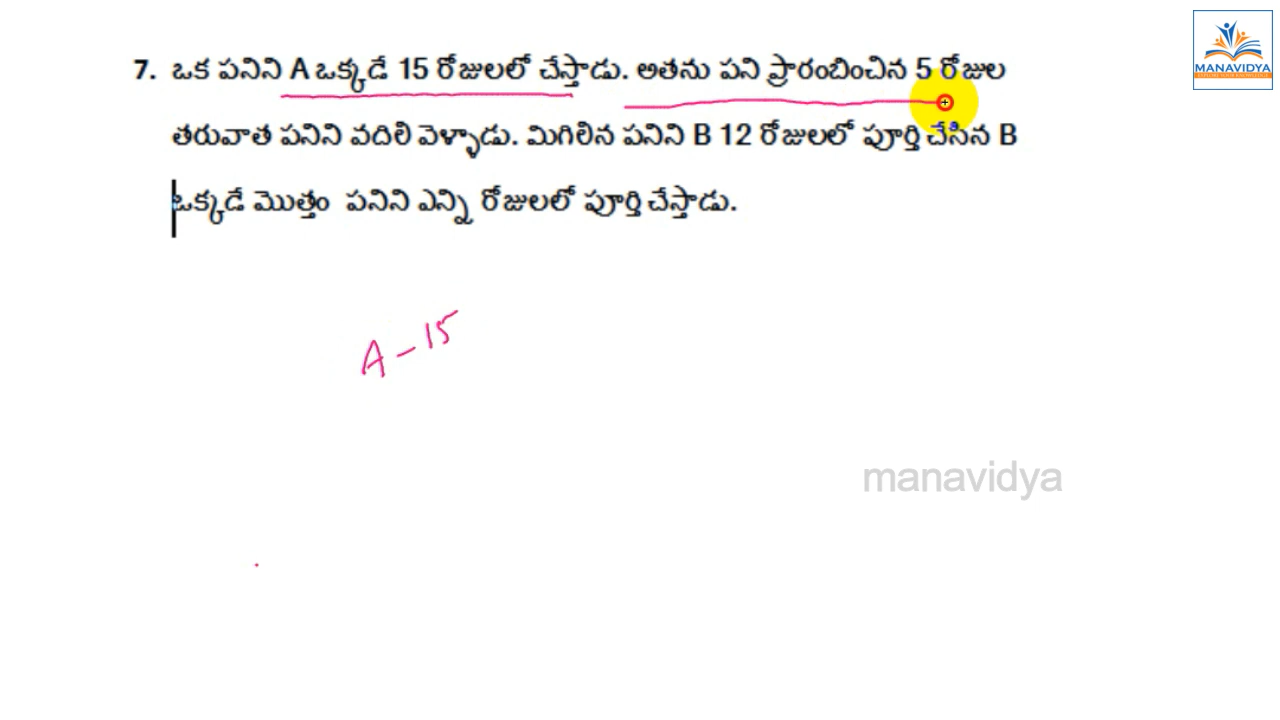 MANAVIDYA
7. ఒక పనిని A ఒక్కడే 15 రోజులలో చేస్తాడు. అతను పని ప్రారంబించిన 5 రోజుల
తరువాత పనిని వదిలి వెళ్ళాడు. మిగిలిన పనిని B 12 రోజులలో పూర్తి చేసిన B
ఒక్కడే మొత్తం పనిని ఎన్ని రోజులలో పూర్తి చేస్తాడు.
A - 15
manavidya